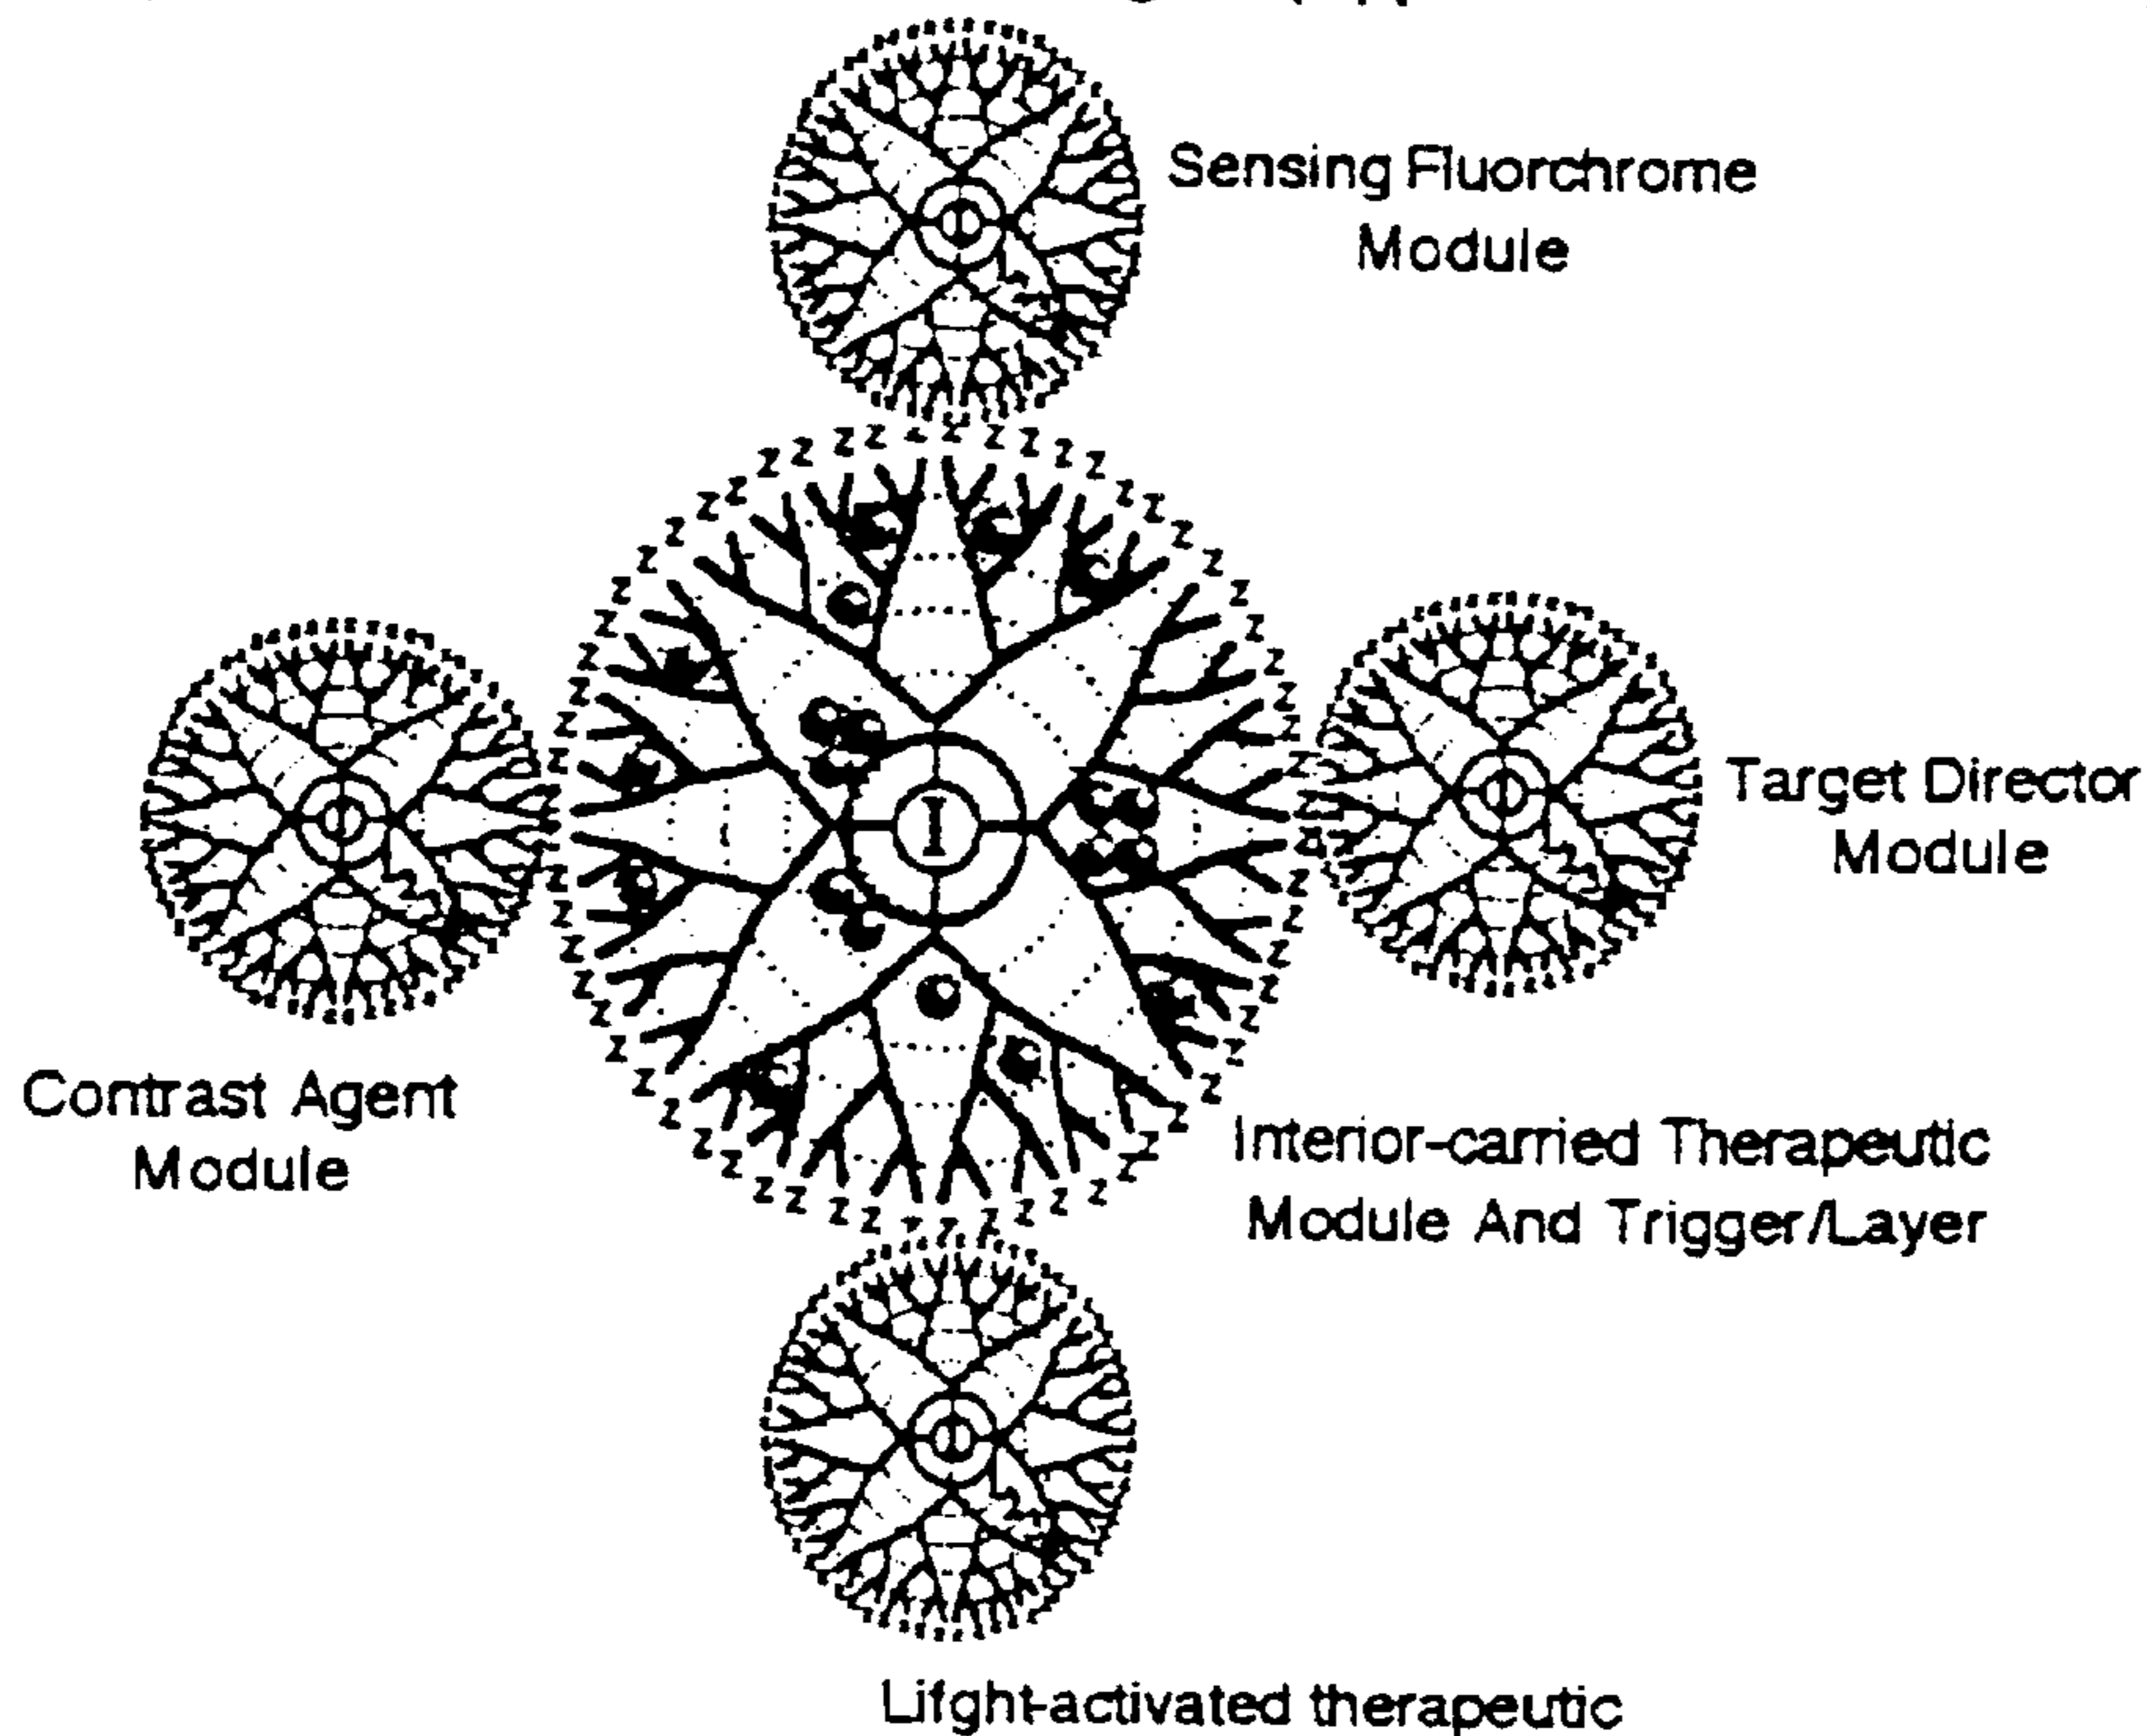 Sensing Fluorchrome
Module
Target Director
Module
Contrast Agent
Module
Interior-carried Therapeutic
Module And Trigger/Layer
Lifght-activated therapeutic